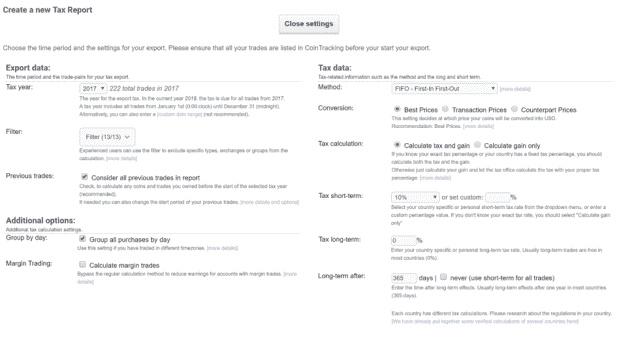 Create a new Tax Report
Close settings
Choose the time period and the settings for your export. Please ensure that all your trades are listed in CoinTracking before your start your export.
Export data:
The time period and the trade-pairs for your tax export.
Tax year:
2017 222 total trades in 2017
The year for the export tax. In the current year 2018, the tax is due for all trades from 2017.
A tax year includes all trades from January 1st (0:00 clock) until December 31 (midnight).
Alternatively, you can also enter a [custom date range] (not recommended).
Filter:
Filter (13/13)
Experienced users can use the filter to exclude specific types, exchanges or groups from the
calculation. [more details]
Previous trades:
Consider all previous trades in report
Check, to calculate any coins and trades you owned before the start of the selected tax year
(recommended).
If needed you can also change the start period of your previous trades. [more details and options]
Additional options:
Additional tax calculation settings.
Group by day:
Group all purchases by day
Use this setting if you have traded in different timezones. [more details]
Margin Trading:
Calculate margin trades
Bypass the regular calculation method to reduce warnings for accounts with margin trades. [more
details]
Tax data:
Tax-related information such as the method and the long and short term.
Method:
FIFO - First-In First-Out [more details]
Conversion:
Best Prices Transaction Prices Counterpart Prices
This setting decides at which price your coins will be converted into USD.
Recommendation: Best Prices. [more details]
Tax calculation:
Calculate tax and gain Calculate gain only
If you know your exact tax percentage or your country has a fixed tax percentage, you should
calculate both the tax and the gain.
Otherwise just calculate your gain and let the tax office calculate the tax with your proper tax
percentage. [more details]
Tax short-term:
10% or set custom: %
Select your country specific or personal short-term tax rate from the dropdown menu, or enter a
custom percentage value. If you don't know your exact tax rate, you should select "Calculate gain
only"
Tax long-term:
0 %
Enter your country specific or personal long-term tax rate. Usually long-term trades are free in
most countries (0%).
Long-term after:
365 days | never (use short-term for all trades)
Enter the time after long-term effects. Usually long-term effects after one year in most countries
(365 days).
Each country has different tax calculations. Please research about the regulations in your country.
[We have already put together some verified calculations of several countries here]